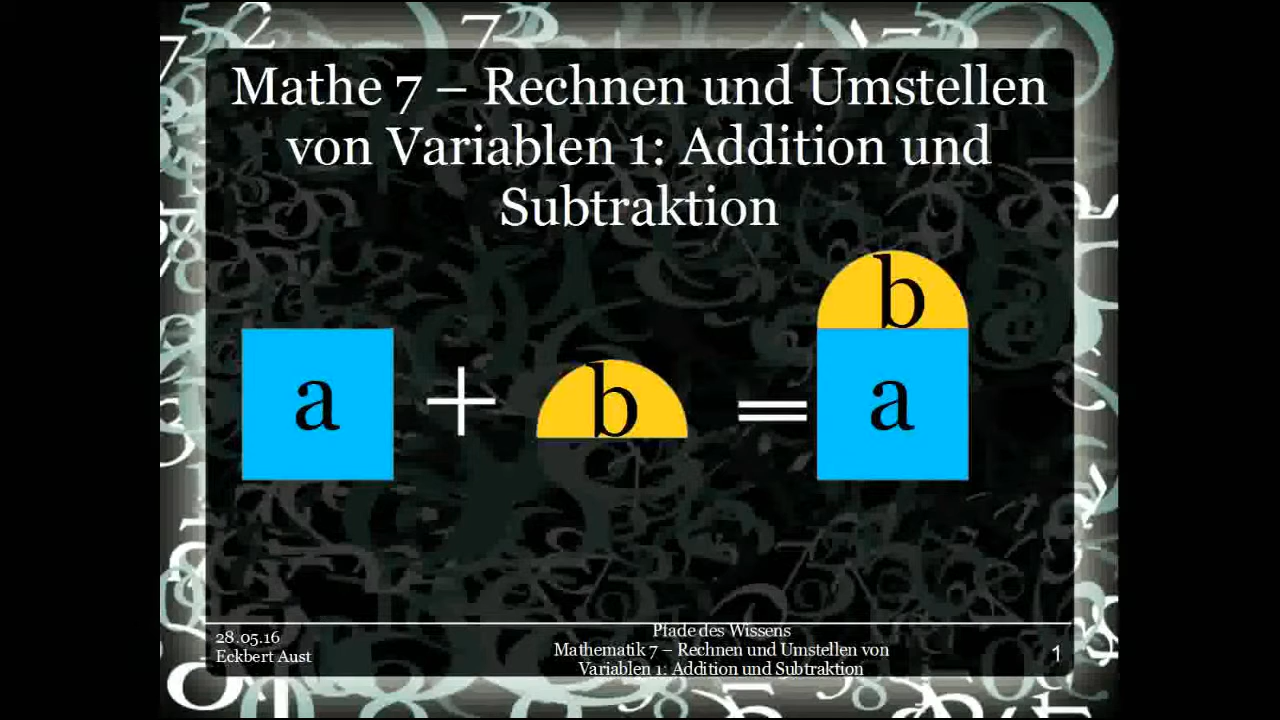 Mathe 7 – Rechnen und Umstellen
von Variablen 1: Addition und
Subtraktion
b
a + b = a
28.05.16
Eckbert Aust
Pfade des Wissens
Mathematik 7 – Rechnen und Umstellen von
Variablen 1: Addition und Subtraktion
1